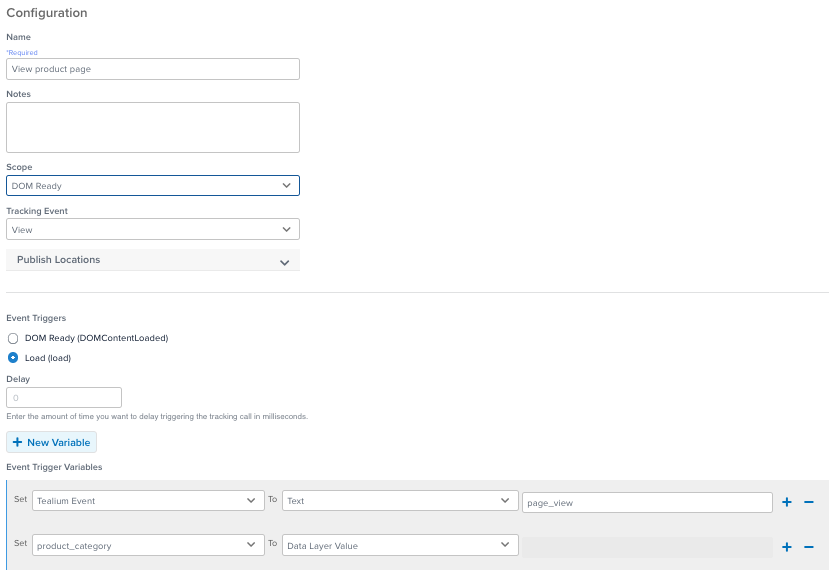 Configuration
Name
*Required
View product page
Notes
Scope
DOM Ready
Tracking Event
View
Publish Locations
Event Triggers
DOM Ready (DOMContentLoaded)
Load (load)
Delay
0
Enter the amount of time you want to delay triggering the tracking call in milliseconds.
+ New Variable
Event Trigger Variables
Set Tealium Event To Text page_view + −
Set product_category To Data Layer Value + −